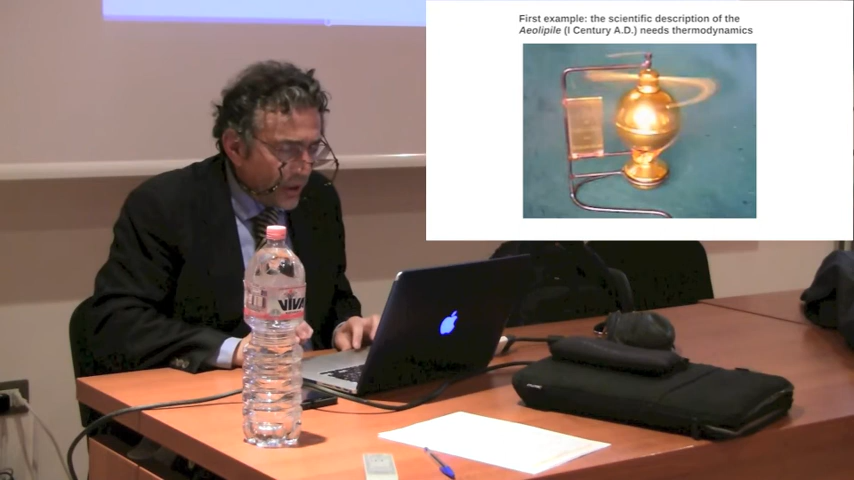 First example: the scientific description of the
Aeolipile (I Century A.D.) needs thermodynamics
VIVA